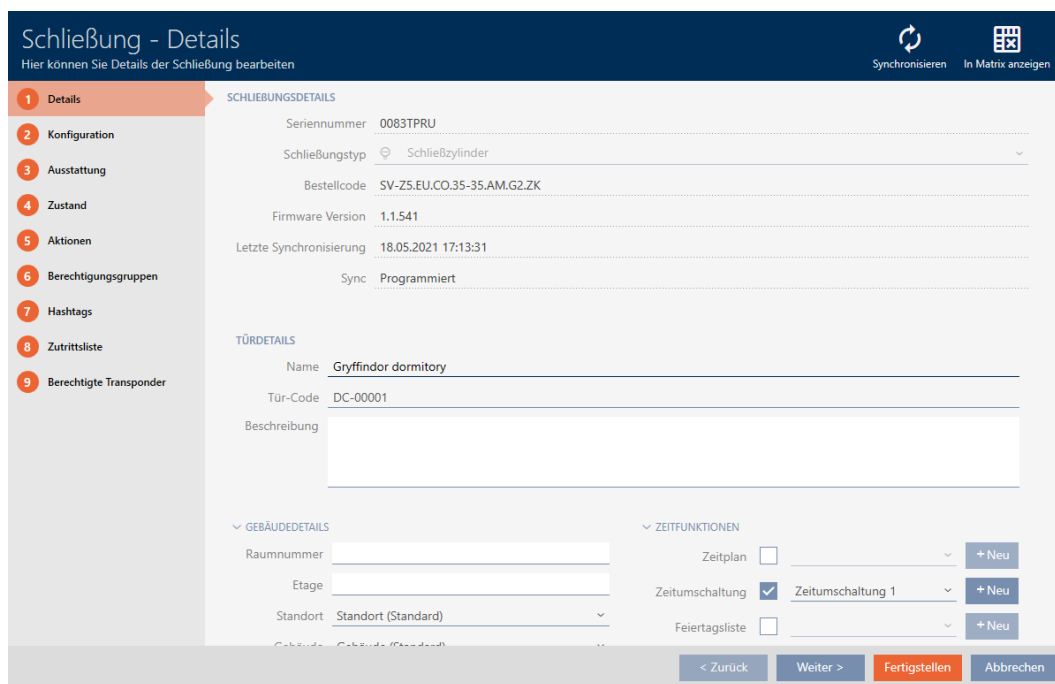 Schließung - Details
Hier können Sie Details der Schließung bearbeiten
Synchronisieren
In Matrix anzeigen
1 Details
2 Konfiguration
3 Ausstattung
4 Zustand
5 Aktionen
6 Berechtigungsgruppen
7 Hashtags
8 Zutrittsliste
9 Berechtigte Transponder
SCHLIEßUNGSDETAILS
Seriennummer 0083TPRU
Schließungstyp Schließzylinder
Bestellcode SV-Z5.EU.CO.35-35.AM.G2.ZK
Firmware Version 1.1.541
Letzte Synchronisierung 18.05.2021 17:13:31
Sync Programmiert
TÜRDETAILS
Name Gryffindor dormitory
Tür-Code DC-00001
Beschreibung
GEBÄUDEDETAILS
Raumnummer
Etage
Standort Standort (Standard)
Gebäude Gebäude (Standard)
ZEITFUNKTIONEN
Zeitplan + Neu
Zeitumschaltung Zeitumschaltung 1 + Neu
Feiertagsliste + Neu
< Zurück
Weiter >
Fertigstellen
Abbrechen